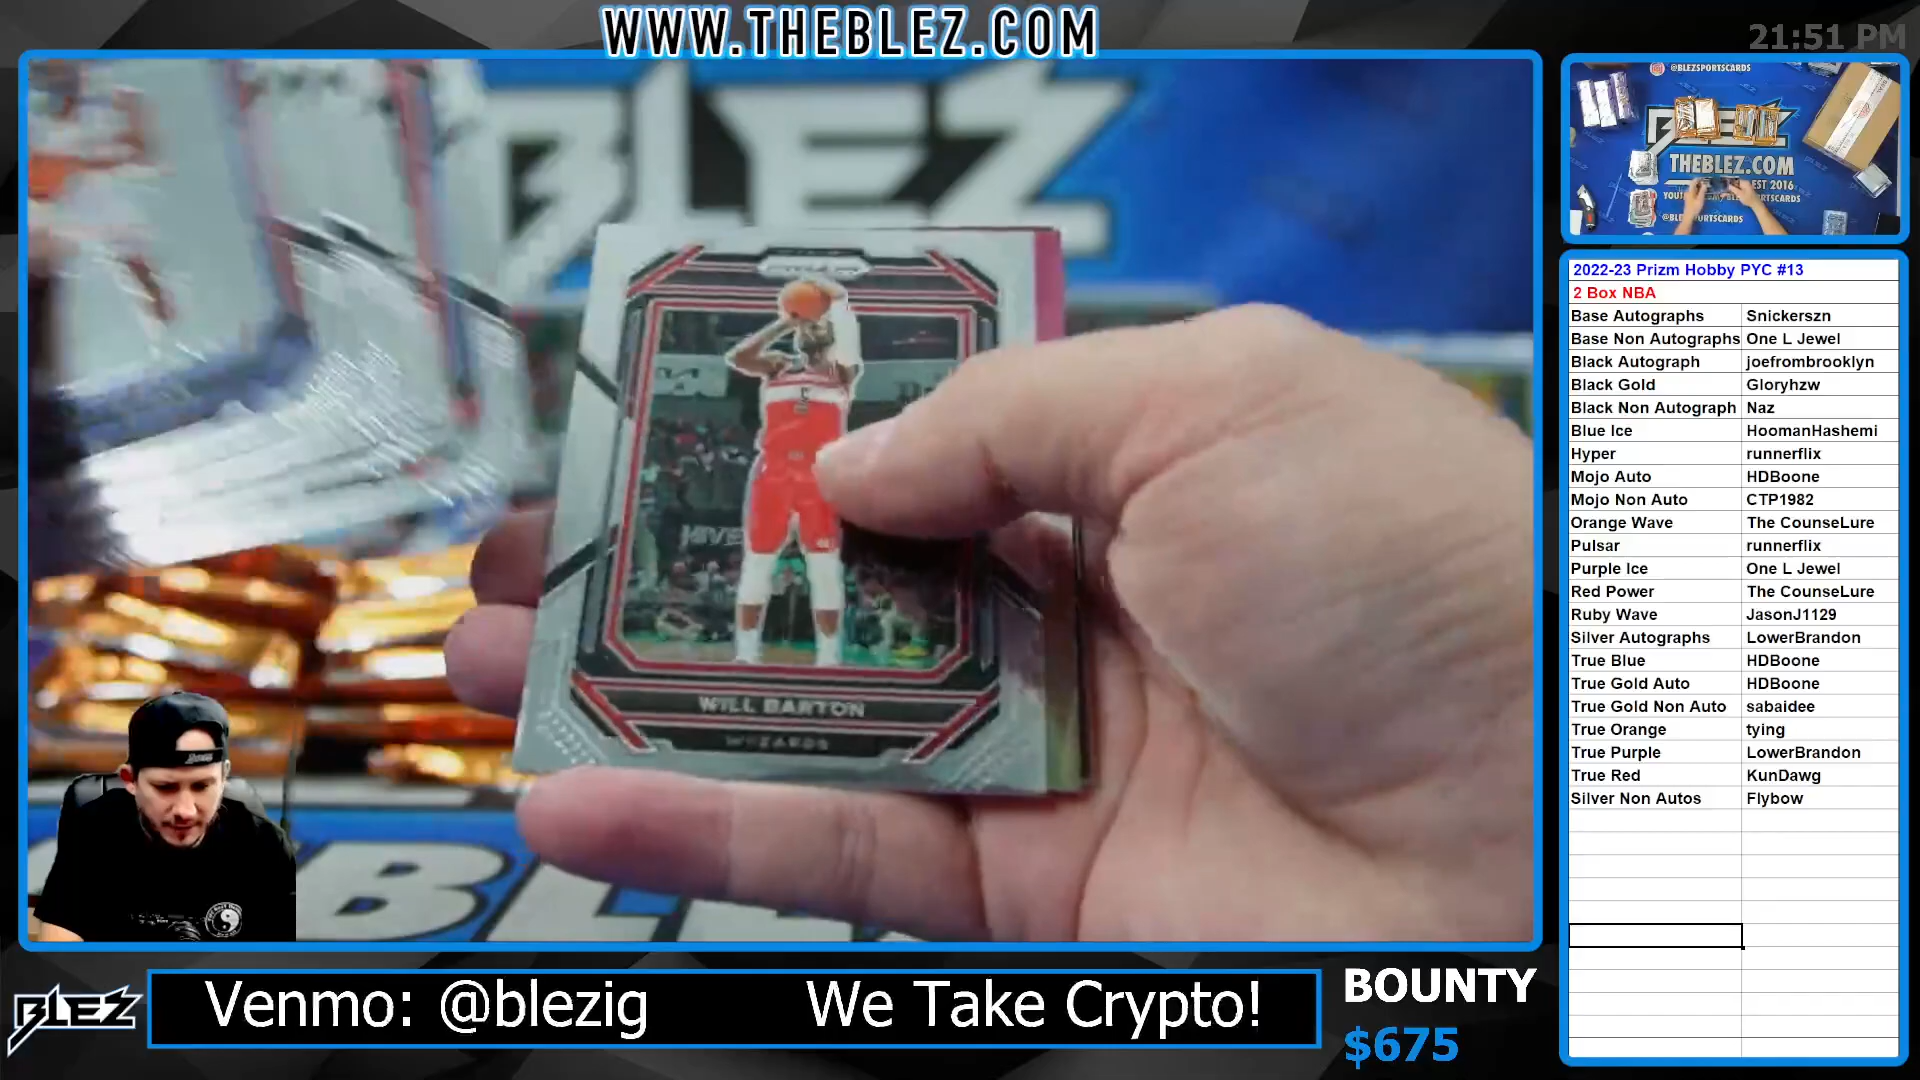 WWW.THEBLEZ.COM
21:51 PM
BLEZ
@BLEZSPORTSCARDS
THEBLEZ.COM
EST 2016
WILL BARTON
WIZARDS
2022-23 Prizm Hobby PYC #13
2 Box NBA
Base Autographs Snickerszn
Base Non Autographs One L Jewel
Black Autograph joefrombrooklyn
Black Gold Gloryhzw
Black Non Autograph Naz
Blue Ice HoomanHashemi
Hyper runnerflix
Mojo Auto HDBoone
Mojo Non Auto CTP1982
Orange Wave The CounseLure
Pulsar runnerflix
Purple Ice One L Jewel
Red Power The CounseLure
Ruby Wave JasonJ1129
Silver Autographs LowerBrandon
True Blue HDBoone
True Gold Auto HDBoone
True Gold Non Auto sabaidee
True Orange tying
True Purple LowerBrandon
True Red KunDawg
Silver Non Autos Flybow
BLEZ
Venmo: @blezig We Take Crypto!
BOUNTY
$675